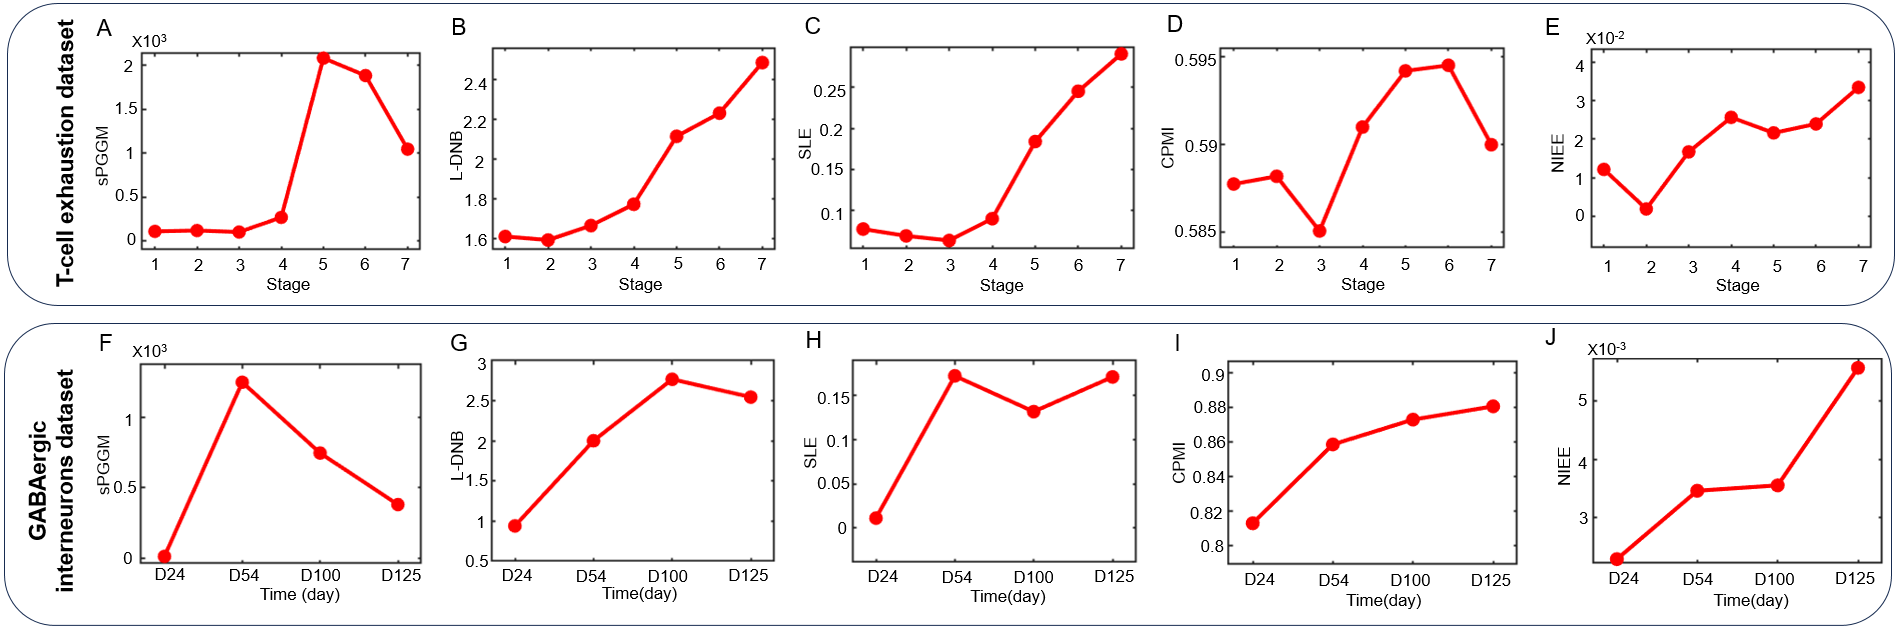 T-cell exhaustion dataset
A
X10³
2
1.5
1
0.5
0
sPGGM
1 2 3 4 5 6 7
Stage
B
2.4
2.2
2
1.8
1.6
L-DNB
1 2 3 4 5 6 7
Stage
C
0.25
0.2
0.15
0.1
SLE
1 2 3 4 5 6 7
Stage
D
0.595
0.59
0.585
CPMI
1 2 3 4 5 6 7
Stage
E
X10⁻²
4
3
2
1
0
NIEE
1 2 3 4 5 6 7
Stage
GABAergic
interneurons dataset
F
X10³
1
0.5
0
sPGGM
D24 D54 D100 D125
Time (day)
G
3
2.5
2
1.5
1
0.5
L-DNB
D24 D54 D100 D125
Time(day)
H
0.15
0.1
0.05
0
SLE
D24 D54 D100 D125
Time(day)
I
0.9
0.88
0.86
0.84
0.82
0.8
CPMI
D24 D54 D100 D125
Time(day)
J
X10⁻³
5
4
3
NIEE
D24 D54 D100 D125
Time(day)